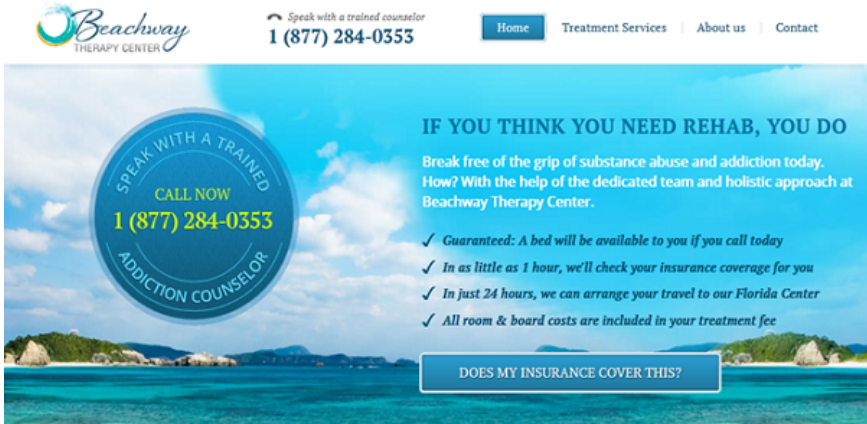 Beachway
THERAPY CENTER
Speak with a trained counselor
1 (877) 284-0353
Home
Treatment Services
About us
Contact
SPEAK WITH A TRAINED
CALL NOW
1 (877) 284-0353
ADDICTION COUNSELOR
IF YOU THINK YOU NEED REHAB, YOU DO
Break free of the grip of substance abuse and addiction today.
How? With the help of the dedicated team and holistic approach at
Beachway Therapy Center.
✓ Guaranteed: A bed will be available to you if you call today
✓ In as little as 1 hour, we'll check your insurance coverage for you
✓ In just 24 hours, we can arrange your travel to our Florida Center
✓ All room & board costs are included in your treatment fee
DOES MY INSURANCE COVER THIS?